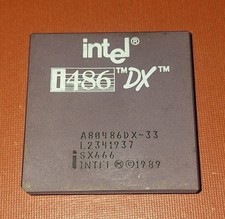 intel®
i486™DX™
A80486DX-33
L2341937
SX666
INTEL Ⓜ©1989